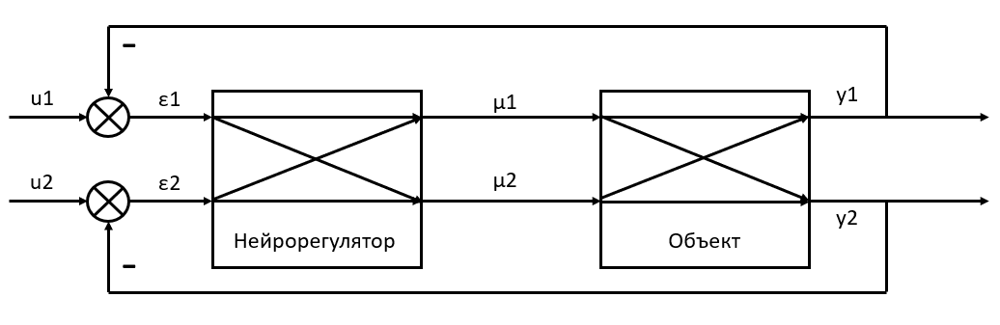 −
u1
ε1
μ1
y1
u2
ε2
μ2
y2
Нейрорегулятор
Объект
−